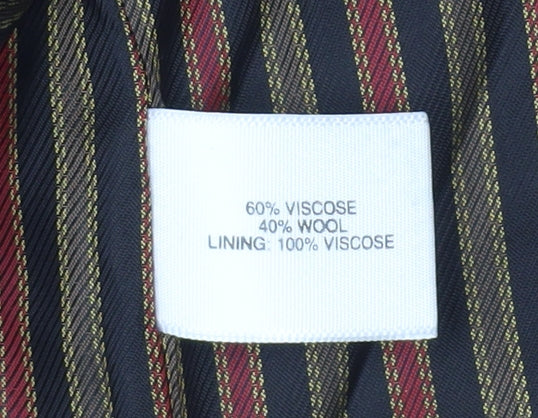 60% VISCOSE
40% WOOL
LINING: 100% VISCOSE